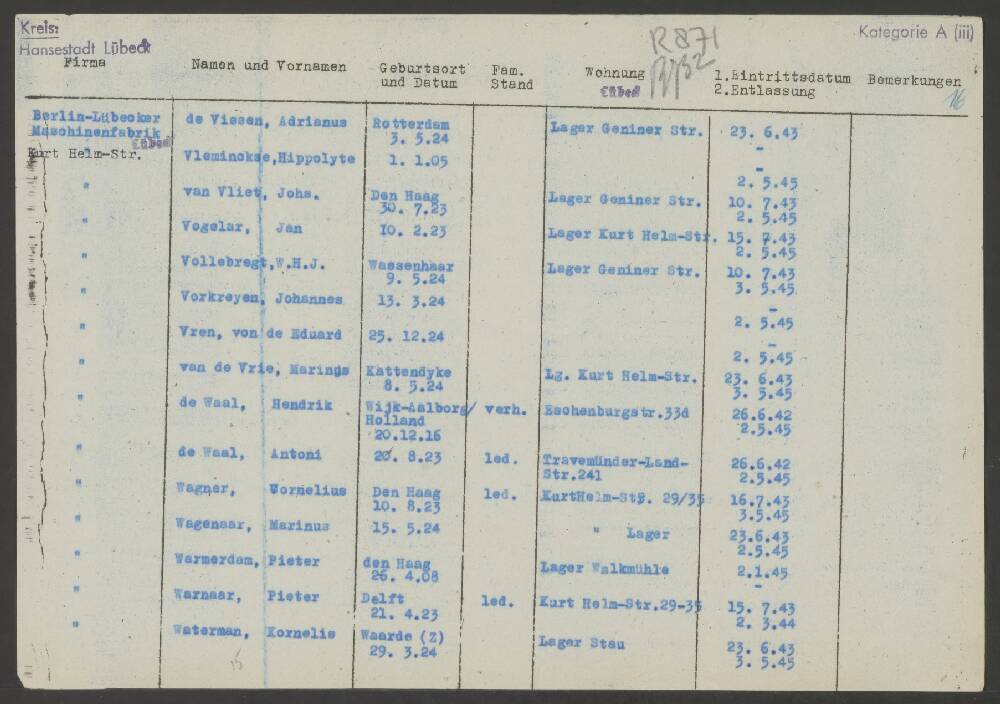 Kreis:
Hansestadt Lübeck
Kategorie A (iii)
R 871
Firma
Namen und Vornamen
Geburtsort und Datum
Fam. Stand
Wohnung
Lübeck
1.Eintrittsdatum
2.Entlassung
Bemerkungen
16
Berlin-Lübecker de Vissen, Adrianus Rotterdam Lager Geniner Str. 23. 6.43
Maschinenfabrik Lübeck 3. 5.24 -
Kurt Helm-Str. Vleminckse,Hippolyte 1. 1.05 -
2. 5.45
" van Vliet, Johs. Den Haag Lager Geniner Str. 10. 7.43
30. 7.23 2. 5.45
" Vogelar, Jan 10. 2.23 Lager Kurt Helm-Str. 15. 7.43
2. 5.45
" Vollebregt,W.H.J. Wassenhaar Lager Geniner Str. 10. 7.43
9. 5.24 3. 5.45
" Vorkreyen, Johannes 13. 3.24 -
2. 5.45
" Vren, von de Eduard 25. 12.24 -
2. 5.45
" van de Vrie, Marinus Kattendyke Lg. Kurt Helm-Str. 23. 6.43
8. 5.24 3. 5.45
" de Waal, Hendrik Wijk-Aalborg/ verh. Eschenburgstr.33d 26.6.42
Holland 2.5.45
20.12.16
" de Waal, Antoni 20. 8.23 led. Travemünder-Land- 26.6.42
Str.241 2.5.45
" Wagner, Cornelius Den Haag led. KurtHelm-Str. 29/35 16.7.43
10. 8.23 3.5.45
" Wagenaar, Marinus 15. 5.24 " Lager 23.6.43
2.5.45
" Warmerdam, Pieter den Haag Lager Walkmühle 2.1.45
26. 4.08 -
" Warnaar, Pieter Delft led. Kurt Helm-Str.29-35 15. 7.43
21. 4.23 2. 3.44
" Waterman, Kornelis Waarde (Z) Lager Stau 23. 6.43
29. 3.24 3. 5.45
15